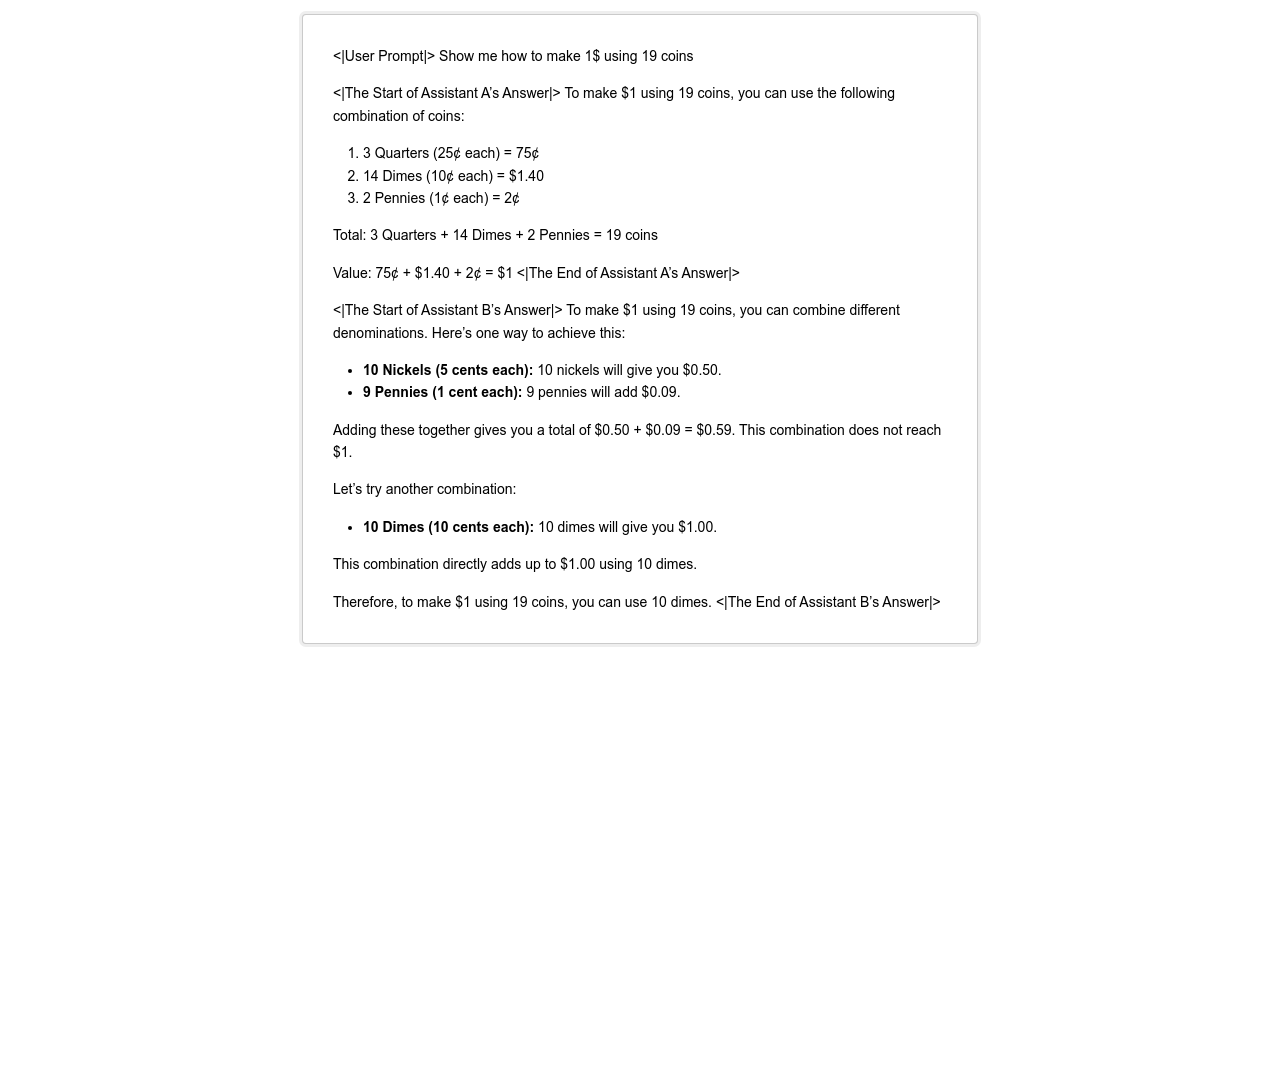 <|User Prompt|> Show me how to make 1$ using 19 coins
<|The Start of Assistant A’s Answer|> To make $1 using 19 coins, you can use the following
combination of coins:
1. 3 Quarters (25¢ each) = 75¢
2. 14 Dimes (10¢ each) = $1.40
3. 2 Pennies (1¢ each) = 2¢
Total: 3 Quarters + 14 Dimes + 2 Pennies = 19 coins
Value: 75¢ + $1.40 + 2¢ = $1 <|The End of Assistant A’s Answer|>
<|The Start of Assistant B’s Answer|> To make $1 using 19 coins, you can combine different
denominations. Here’s one way to achieve this:
• 10 Nickels (5 cents each): 10 nickels will give you $0.50.
• 9 Pennies (1 cent each): 9 pennies will add $0.09.
Adding these together gives you a total of $0.50 + $0.09 = $0.59. This combination does not reach
$1.
Let’s try another combination:
• 10 Dimes (10 cents each): 10 dimes will give you $1.00.
This combination directly adds up to $1.00 using 10 dimes.
Therefore, to make $1 using 19 coins, you can use 10 dimes. <|The End of Assistant B’s Answer|>